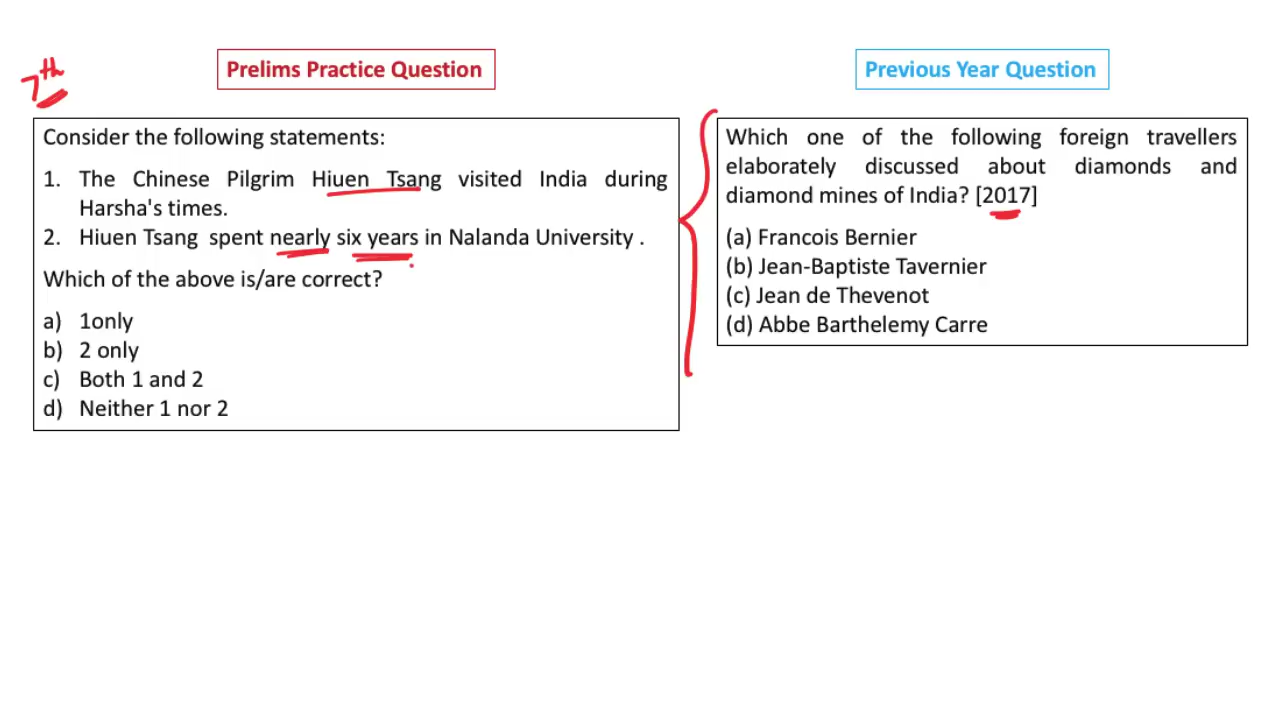 7th
Prelims Practice Question
Consider the following statements:
1. The Chinese Pilgrim Hiuen Tsang visited India during
Harsha's times.
2. Hiuen Tsang spent nearly six years in Nalanda University .
Which of the above is/are correct?
a) 1only
b) 2 only
c) Both 1 and 2
d) Neither 1 nor 2
Previous Year Question
Which one of the following foreign travellers
elaborately discussed about diamonds and
diamond mines of India? [2017]
(a) Francois Bernier
(b) Jean-Baptiste Tavernier
(c) Jean de Thevenot
(d) Abbe Barthelemy Carre